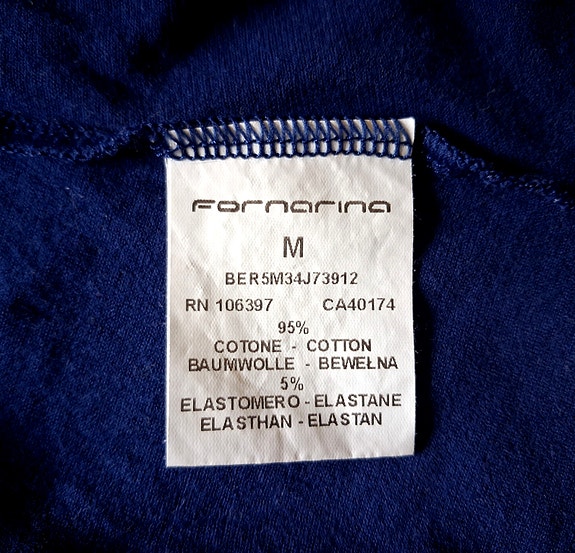 Fornarina
M
BER5M34J73912
RN 106397 CA40174
95%
COTONE - COTTON
BAUMWOLLE - BEWEŁNA
5%
ELASTOMERO - ELASTANE
ELASTHAN - ELASTAN